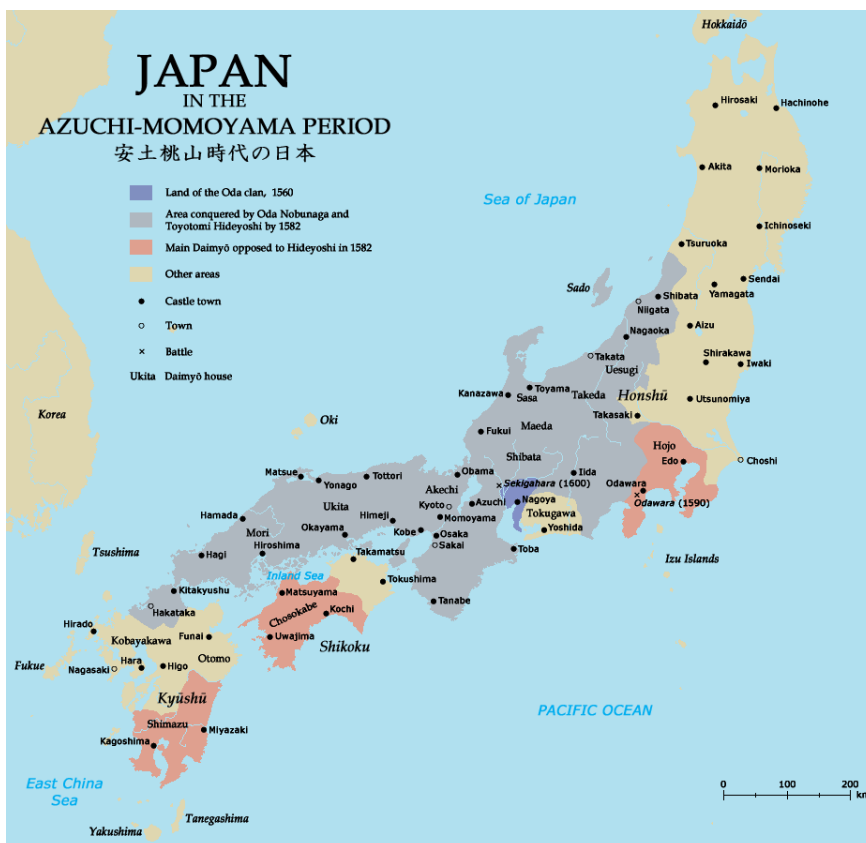 JAPAN
IN THE
AZUCHI-MOMOYAMA PERIOD
安土桃山時代の日本
Land of the Oda clan, 1560
Area conquered by Oda Nobunaga and
Toyotomi Hideyoshi by 1582
Main Daimyō opposed to Hideyoshi in 1582
Other areas
Castle town
Town
Battle
Ukita Daimyō house
Hokkaidō
Hirosaki
Hachinohe
Akita
Morioka
Sea of Japan
Ichinoseki
Tsuruoka
Sendai
Yamagata
Sado
Shibata
Niigata
Aizu
Nagaoka
Takata
Uesugi
Shirakawa
Iwaki
Honshū
Toyama
Takeda
Kanazawa
Sasa
Utsunomiya
Takasaki
Korea
Oki
Maeda
Fukui
Hojo
Shibata
Edo
Choshi
Matsue
Yonago
Tottori
Obama
Iida
Sekigahara (1600)
Odawara
Odawara (1590)
Akechi
Ukita
Kyoto
Azuchi
Nagoya
Tokugawa
Hamada
Himeji
Momoyama
Mori
Okayama
Kobe
Osaka
Yoshida
Sakai
Hagi
Hiroshima
Takamatsu
Toba
Tsushima
Izu Islands
Inland Sea
Tokushima
Kitakyushu
Matsuyama
Tanabe
Hakataka
Chosokabe
Kochi
Hirado
Kobayakawa
Funai
Uwajima
Shikoku
Fukue
Nagasaki
Hara
Higo
Otomo
Kyūshū
PACIFIC OCEAN
Shimazu
Miyazaki
Kagoshima
East China
Sea
Tanegashima
Yakushima
0 100 200
km